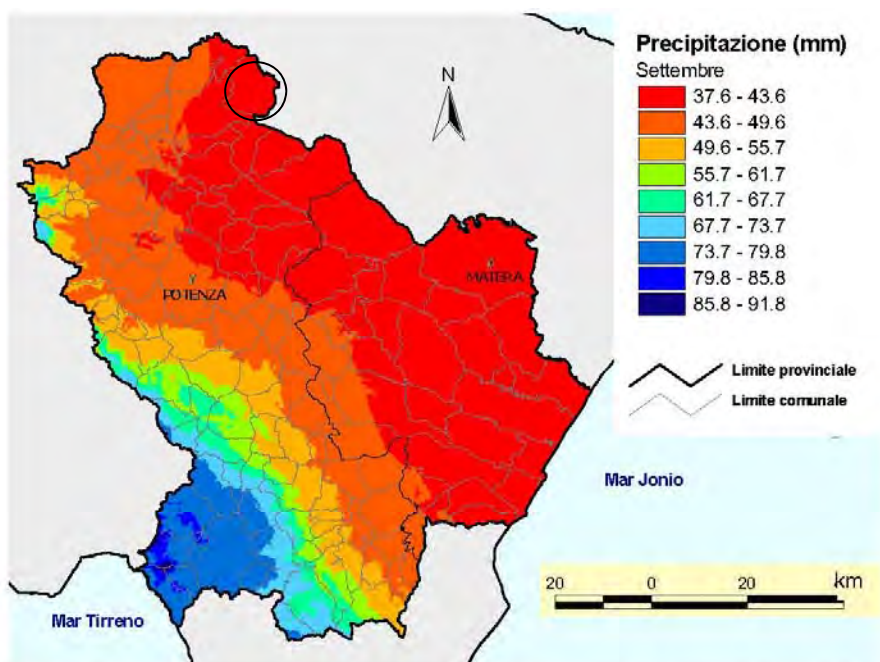 Precipitazione (mm)
Settembre
37.6 - 43.6
43.6 - 49.6
49.6 - 55.7
55.7 - 61.7
61.7 - 67.7
67.7 - 73.7
73.7 - 79.8
79.8 - 85.8
85.8 - 91.8
N
POTENZA
MATERA
Limite provinciale
Limite comunale
Mar Jonio
20 0 20 km
Mar Tirreno